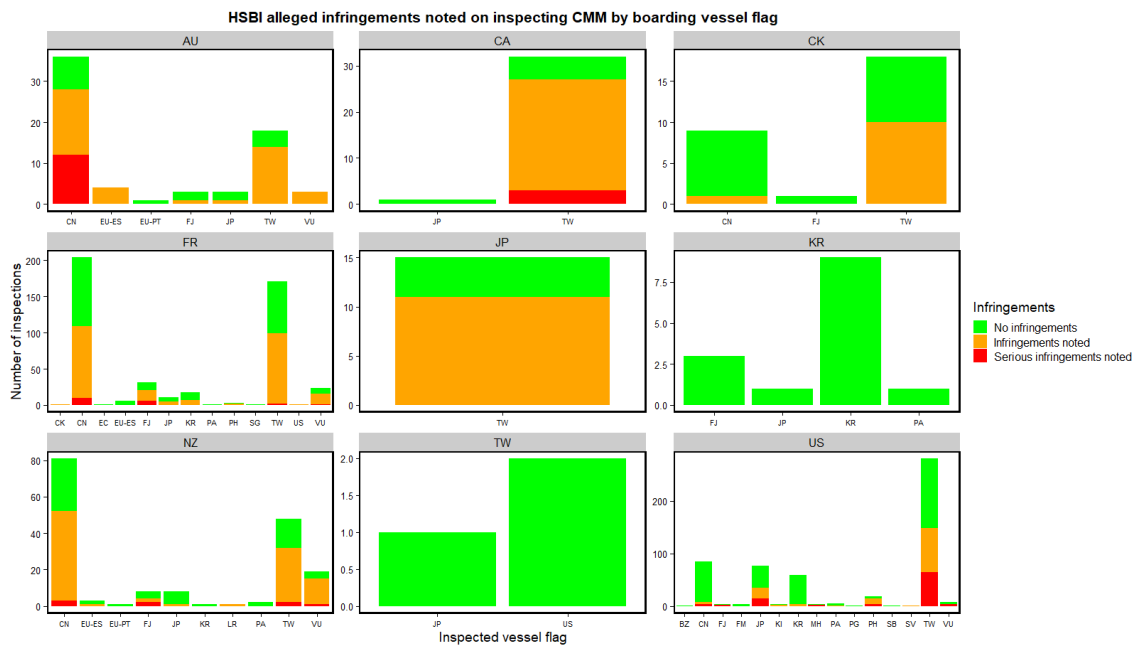 HSBI alleged infringements noted on inspecting CMM by boarding vessel flag
AU
CA
CK
30
20
10
0
CN EU-ES EU-PT FJ JP TW VU
30
20
10
0
JP TW
15
10
5
0
CN FJ TW
FR
JP
KR
200
150
100
50
0
CK CN EC EU-ES FJ JP KR PA PH SG TW US VU
15
10
5
0
TW
7.5
5.0
2.5
0.0
FJ JP KR PA
NZ
TW
US
80
60
40
20
0
CN EU-ES EU-PT FJ JP KR LR PA TW VU
2.0
1.5
1.0
0.5
0.0
JP US
200
100
0
BZ CN FJ FM JP KI KR MH PA PG PH SB SV TW VU
Number of inspections
Inspected vessel flag
Infringements
No infringements
Infringements noted
Serious infringements noted